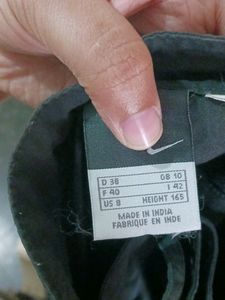 D 38 GB 10
F 40 I 42
US 8 HEIGHT 165
MADE IN INDIA
FABRIQUE EN INDE